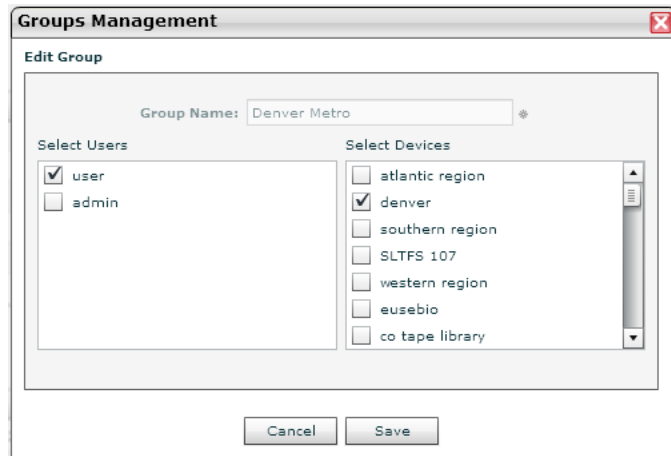 Groups Management
Edit Group
Group Name: Denver Metro *
Select Users
user
admin
Select Devices
atlantic region
denver
southern region
SLTFS 107
western region
eusebio
co tape library
Cancel
Save